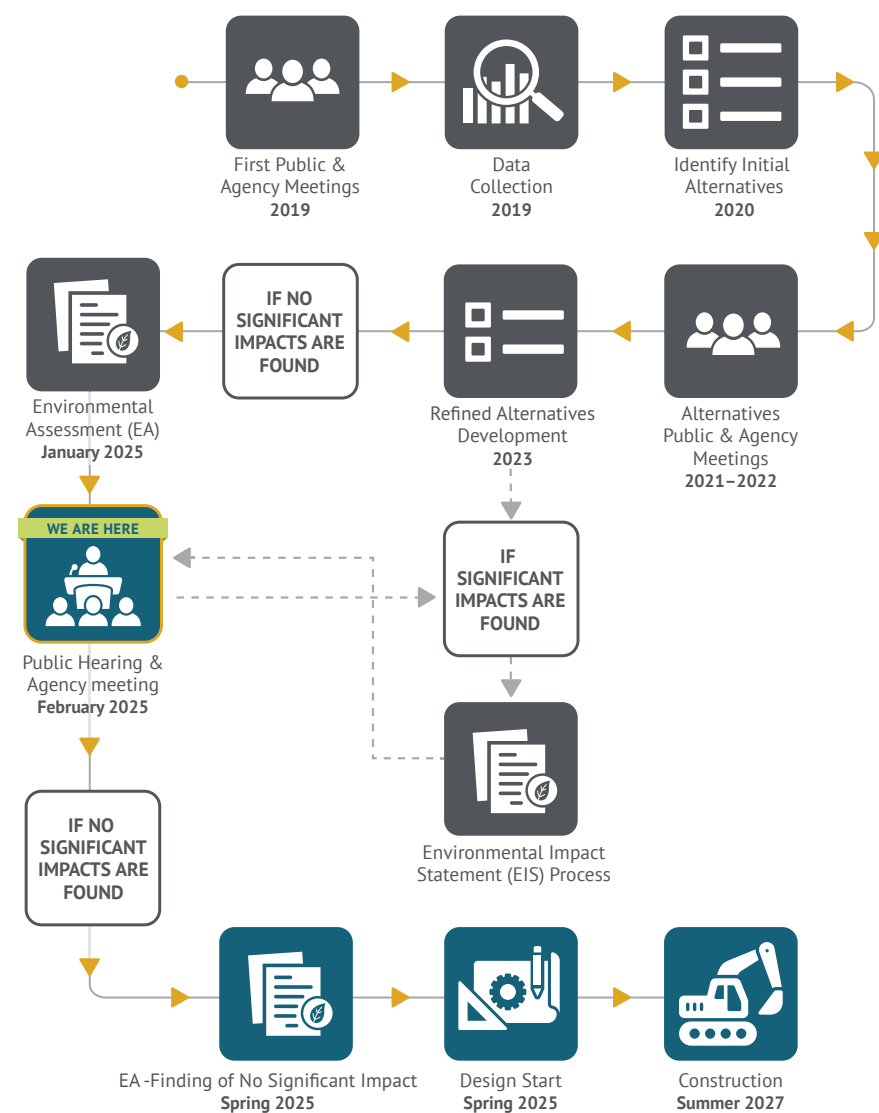 First Public &
Agency Meetings
2019
Data
Collection
2019
Identify Initial
Alternatives
2020
Alternatives
Public & Agency
Meetings
2021–2022
Refined Alternatives
Development
2023
IF NO
SIGNIFICANT
IMPACTS ARE
FOUND
Environmental
Assessment (EA)
January 2025
WE ARE HERE
Public Hearing &
Agency meeting
February 2025
IF
SIGNIFICANT
IMPACTS ARE
FOUND
Environmental Impact
Statement (EIS) Process
IF NO
SIGNIFICANT
IMPACTS ARE
FOUND
EA -Finding of No Significant Impact
Spring 2025
Design Start
Spring 2025
Construction
Summer 2027